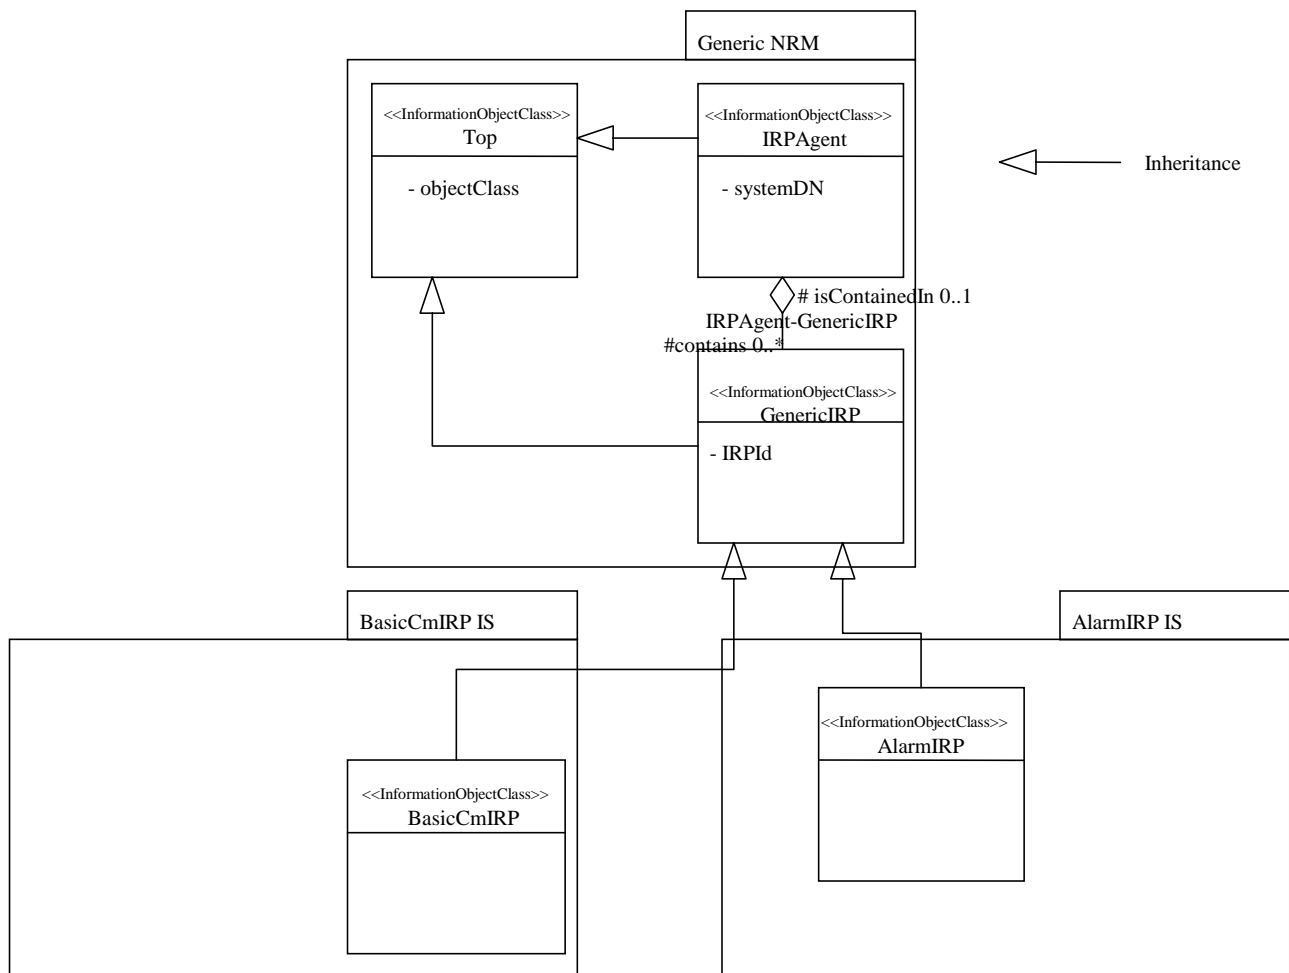 Generic NRM
<<InformationObjectClass>>
Top
- objectClass
<<InformationObjectClass>>
IRPAgent
- systemDN
Inheritance
# isContainedIn 0..1
IRPAgent-GenericIRP
#contains 0..*
<<InformationObjectClass>>
GenericIRP
- IRPId
BasicCmIRP IS
AlarmIRP IS
<<InformationObjectClass>>
AlarmIRP
<<InformationObjectClass>>
BasicCmIRP